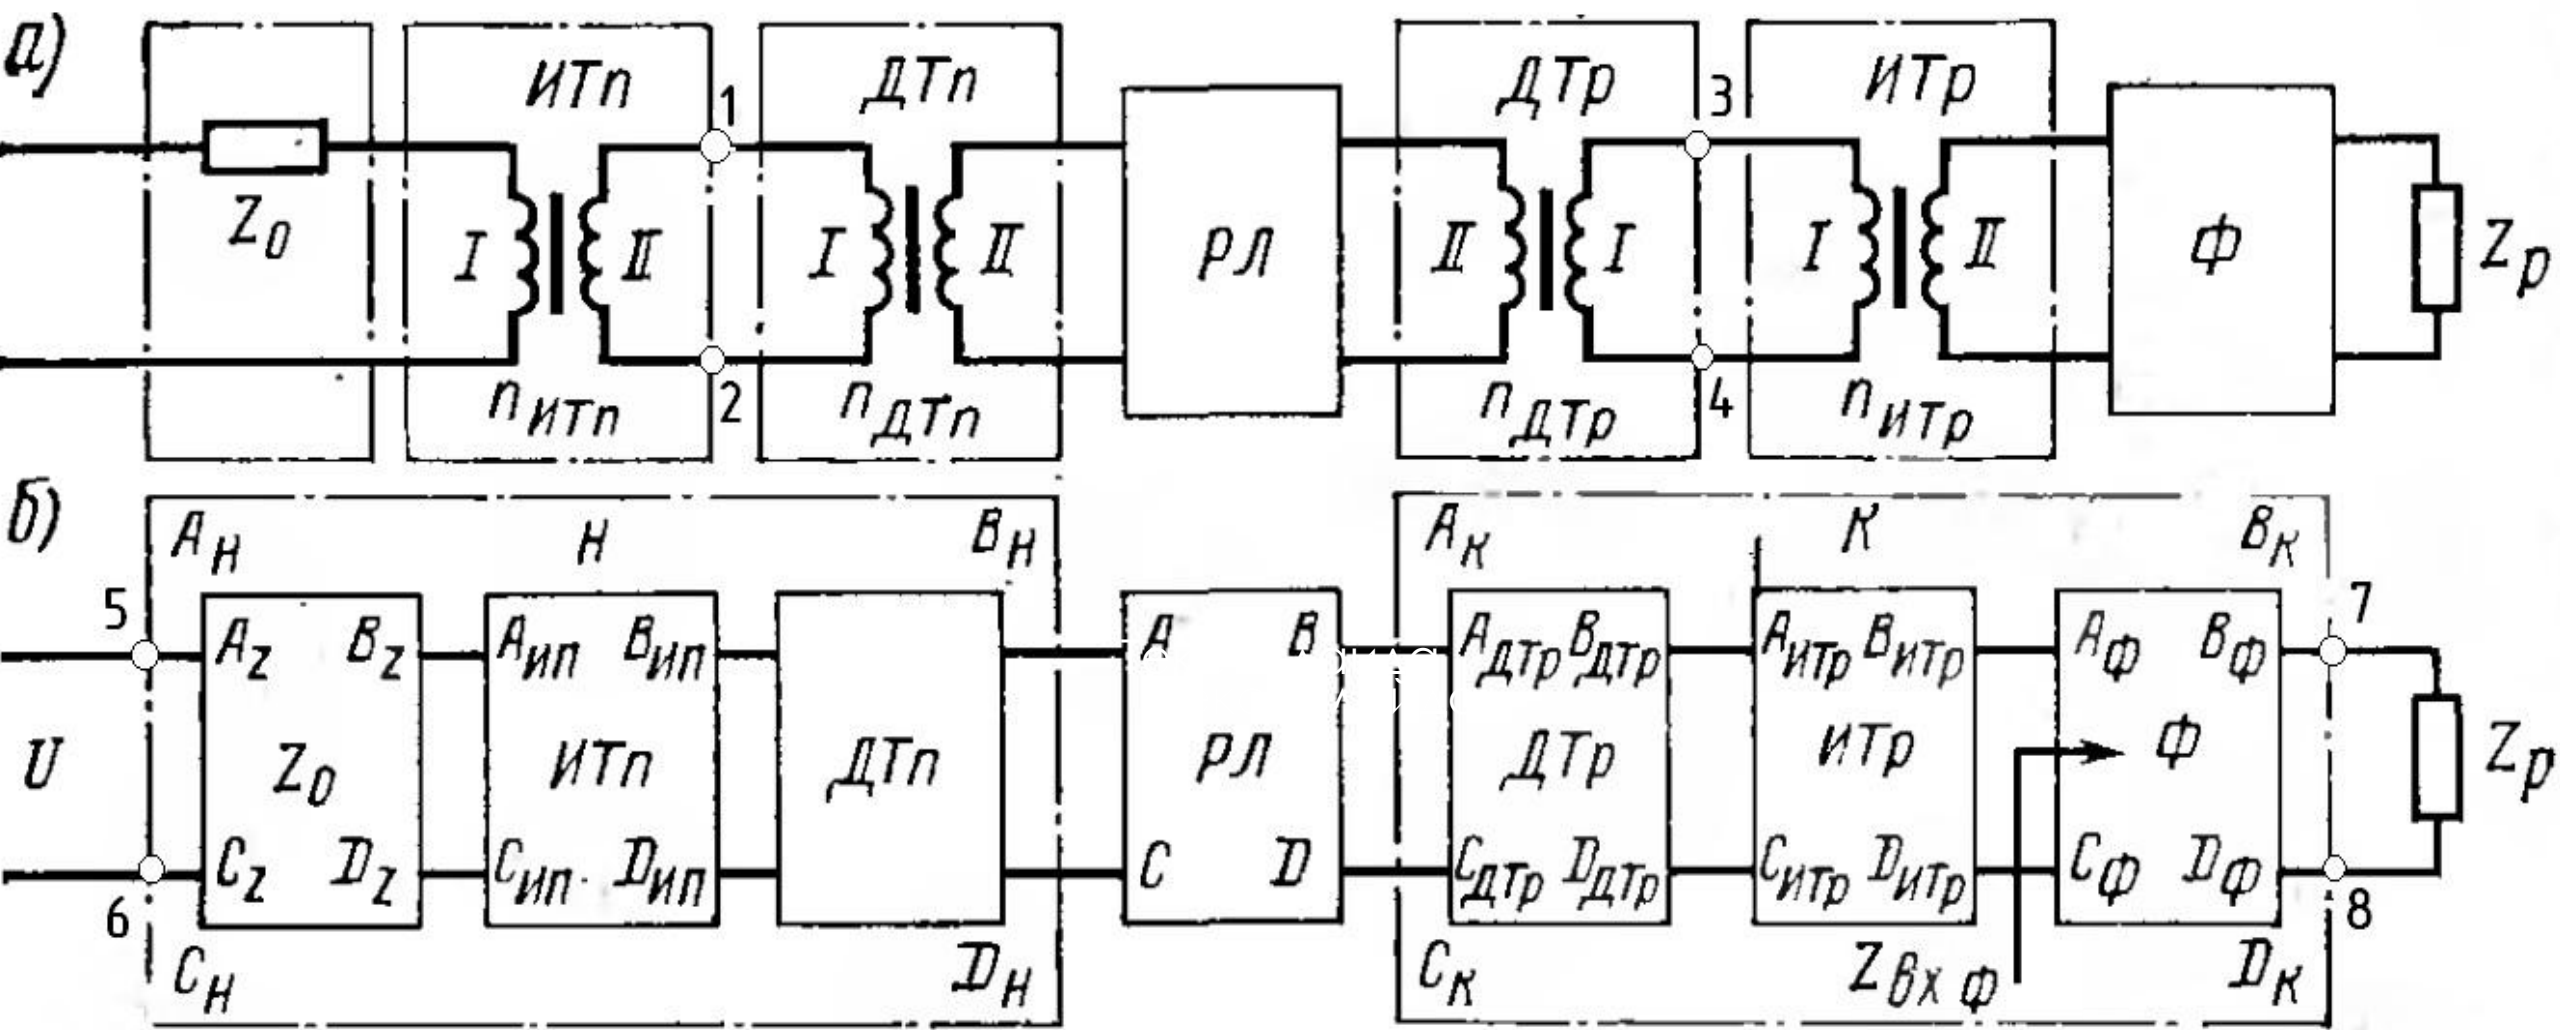 а)
ИТп ДТп ДТр ИТр
1 3
Z0 I II I II РЛ II I I II Ф Zр
nИТп 2 nДТп nДТр 4 nИТр
б)
AН Н BН AК К BК
5 7
AZ BZ AИП BИП A B AДТр BДТр AИТр BИТр AФ BФ
U Z0 ИТп ДТп РЛ ДТр ИТр Ф Zр
CZ DZ CИП DИП C D CДТр DДТр CИТр DИТр CФ DФ
6 8
CН DН CК Zвх ф DК